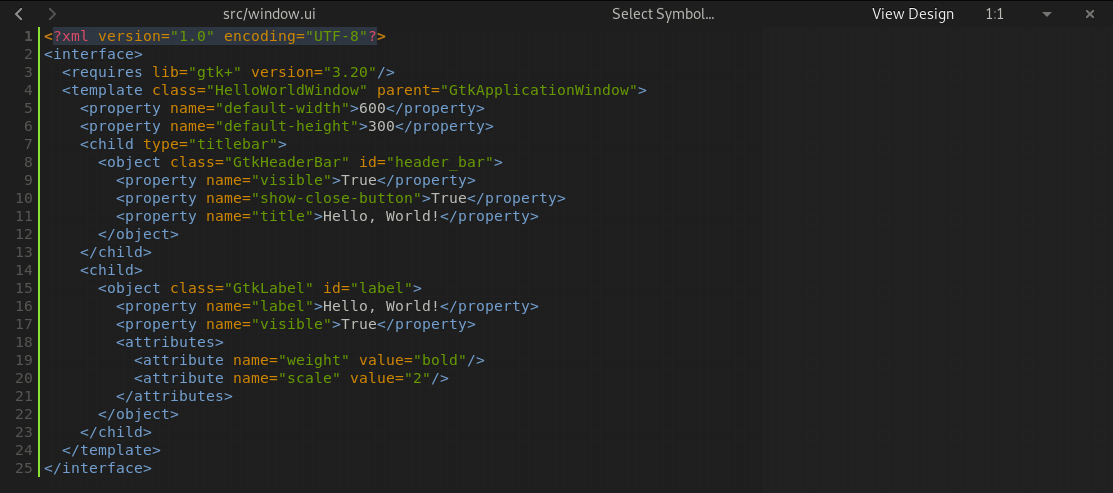 src/window.ui Select Symbol... View Design 1:1
1 <?xml version="1.0" encoding="UTF-8"?>
2 <interface>
3   <requires lib="gtk+" version="3.20"/>
4   <template class="HelloWorldWindow" parent="GtkApplicationWindow">
5     <property name="default-width">600</property>
6     <property name="default-height">300</property>
7     <child type="titlebar">
8       <object class="GtkHeaderBar" id="header_bar">
9         <property name="visible">True</property>
10         <property name="show-close-button">True</property>
11         <property name="title">Hello, World!</property>
12       </object>
13     </child>
14     <child>
15       <object class="GtkLabel" id="label">
16         <property name="label">Hello, World!</property>
17         <property name="visible">True</property>
18         <attributes>
19           <attribute name="weight" value="bold"/>
20           <attribute name="scale" value="2"/>
21         </attributes>
22       </object>
23     </child>
24   </template>
25 </interface>